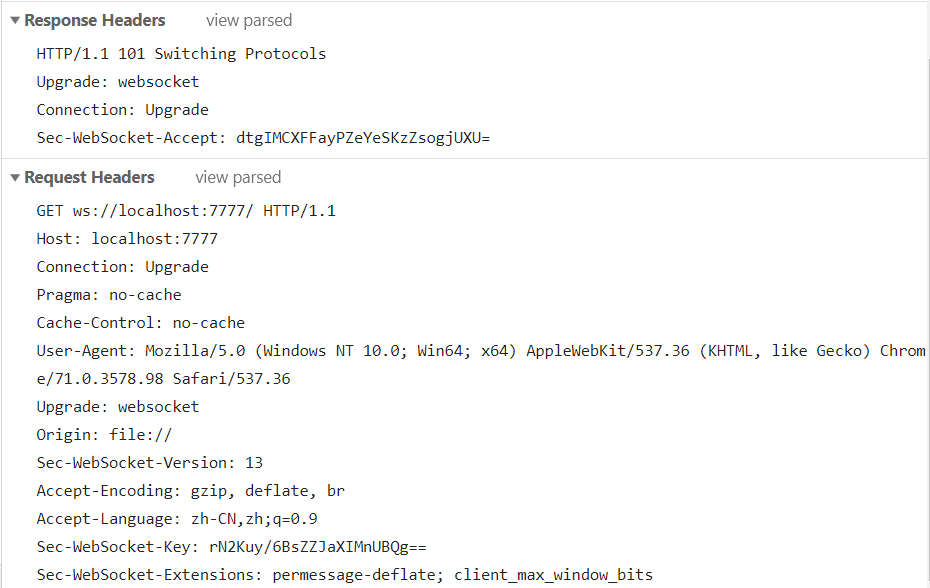 Response Headers view parsed
HTTP/1.1 101 Switching Protocols
Upgrade: websocket
Connection: Upgrade
Sec-WebSocket-Accept: dtgIMCXFFayPZeYeSKzZsogjUXU=
Request Headers view parsed
GET ws://localhost:7777/ HTTP/1.1
Host: localhost:7777
Connection: Upgrade
Pragma: no-cache
Cache-Control: no-cache
User-Agent: Mozilla/5.0 (Windows NT 10.0; Win64; x64) AppleWebKit/537.36 (KHTML, like Gecko) Chrom
e/71.0.3578.98 Safari/537.36
Upgrade: websocket
Origin: file://
Sec-WebSocket-Version: 13
Accept-Encoding: gzip, deflate, br
Accept-Language: zh-CN,zh;q=0.9
Sec-WebSocket-Key: rN2Kuy/6BsZZJaXIMnUBQg==
Sec-WebSocket-Extensions: permessage-deflate; client_max_window_bits